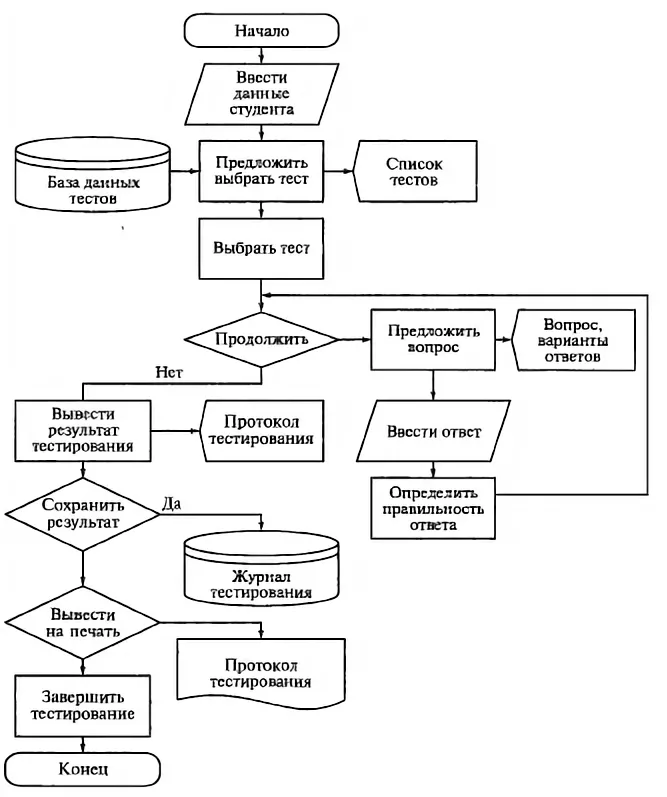 Начало
Ввести
данные
студента
База данных
тестов
Предложить
выбрать тест
Список
тестов
Выбрать тест
Продолжить
Предложить
вопрос
Вопрос,
варианты
ответов
Нет
Вывести
результат
тестирования
Протокол
тестирования
Ввести ответ
Сохранить
результат
Да
Определить
правильность
ответа
Журнал
тестирования
Вывести
на печать
Протокол
тестирования
Завершить
тестирование
Конец